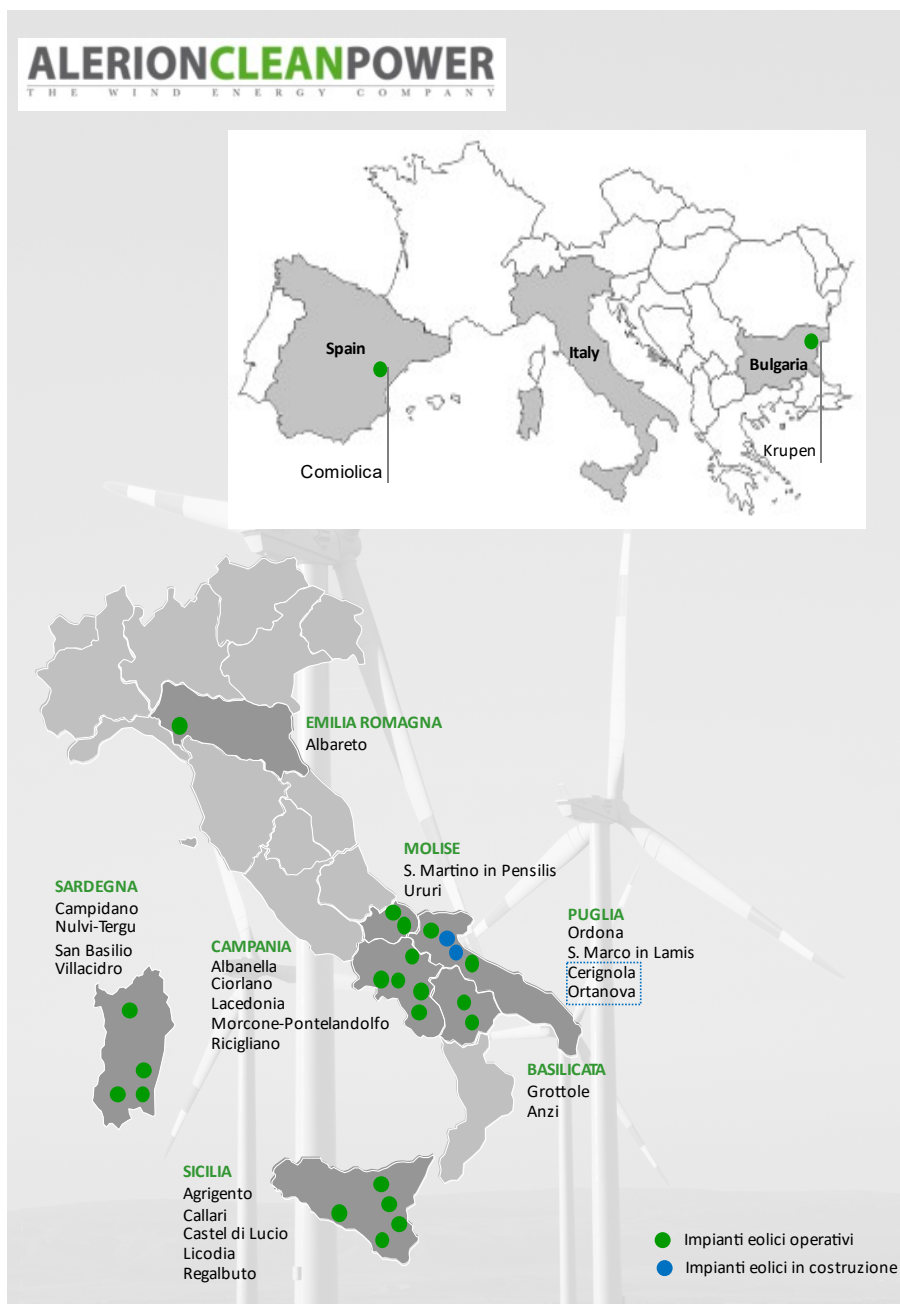 ALERIONCLEANPOWER
THE WIND ENERGY COMPANY
Spain
Italy
Bulgaria
Krupen
Comiolica
EMILIA ROMAGNA
Albareto
MOLISE
S. Martino in Pensilis
Ururi
SARDEGNA
Campidano
Nulvi-Tergu
San Basilio
Villacidro
PUGLIA
Ordona
S. Marco in Lamis
Cerignola
Ortanova
CAMPANIA
Albanella
Ciorlano
Lacedonia
Morcone-Pontelandolfo
Ricigliano
BASILICATA
Grottole
Anzi
SICILIA
Agrigento
Callari
Castel di Lucio
Licodia
Regalbuto
Impianti eolici operativi
Impianti eolici in costruzione